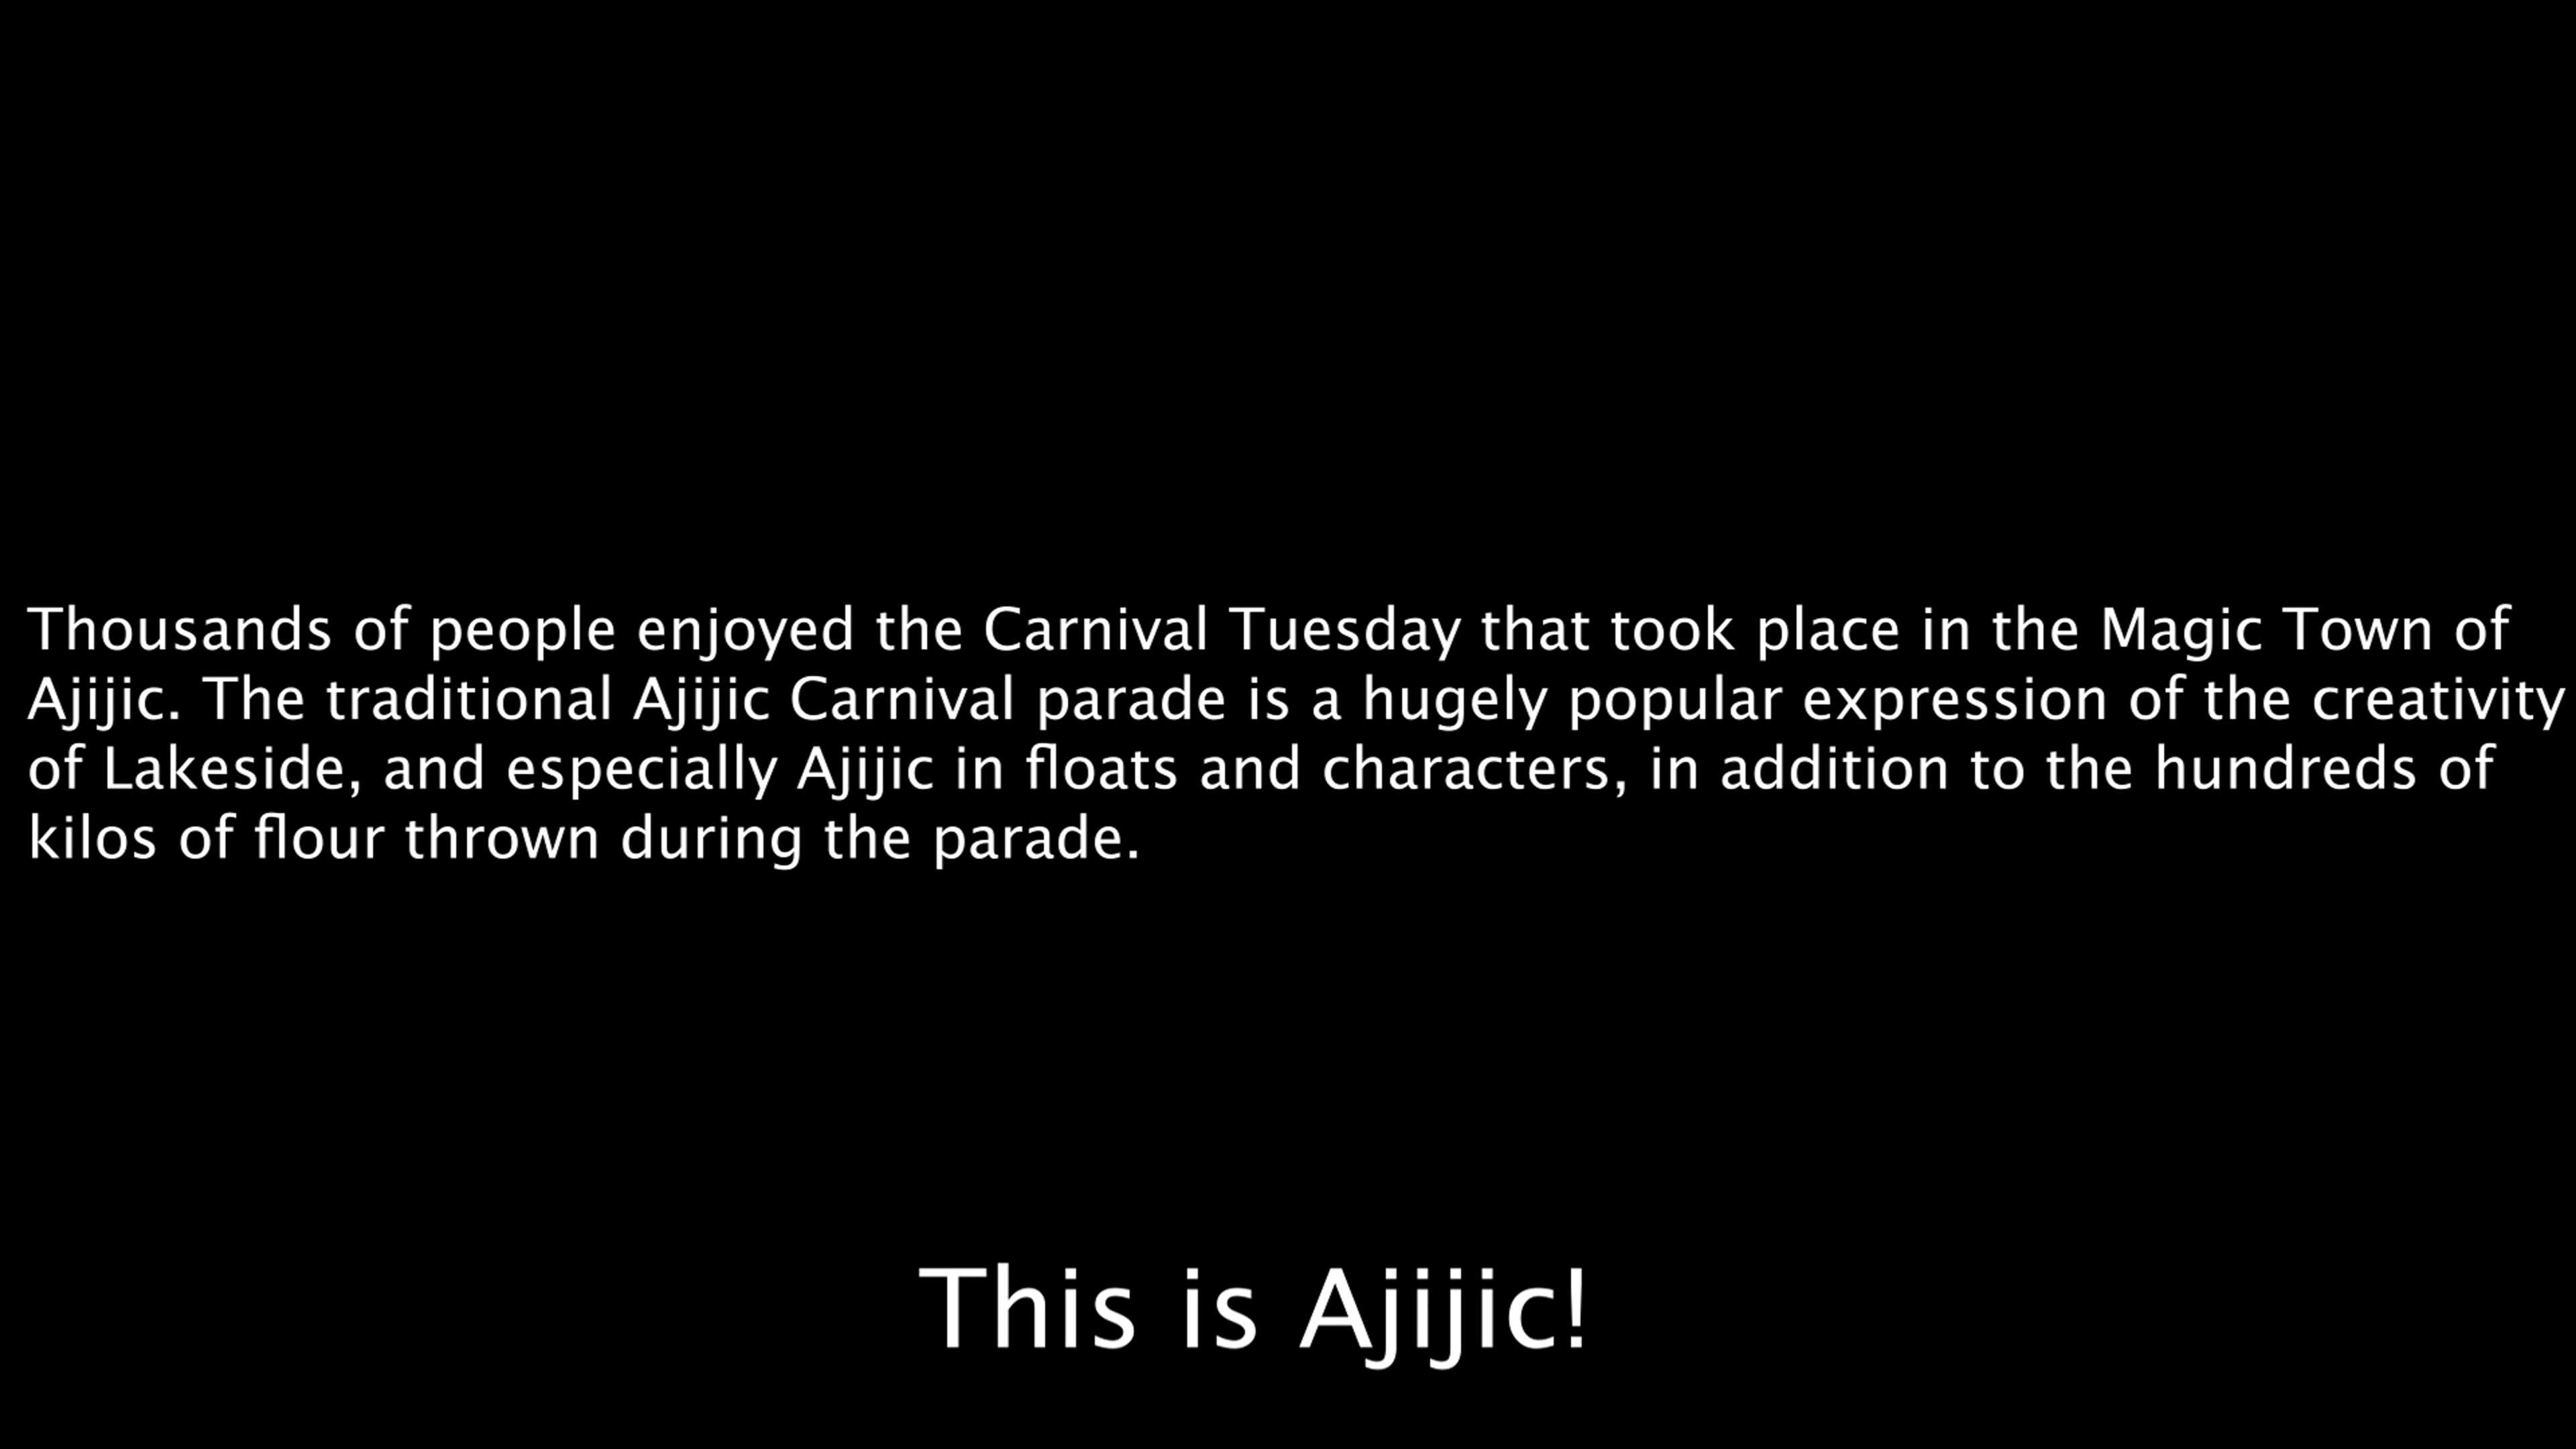 Thousands of people enjoyed the Carnival Tuesday that took place in the Magic Town of
Ajijic. The traditional Ajijic Carnival parade is a hugely popular expression of the creativity
of Lakeside, and especially Ajijic in floats and characters, in addition to the hundreds of
kilos of flour thrown during the parade.
This is Ajijic!